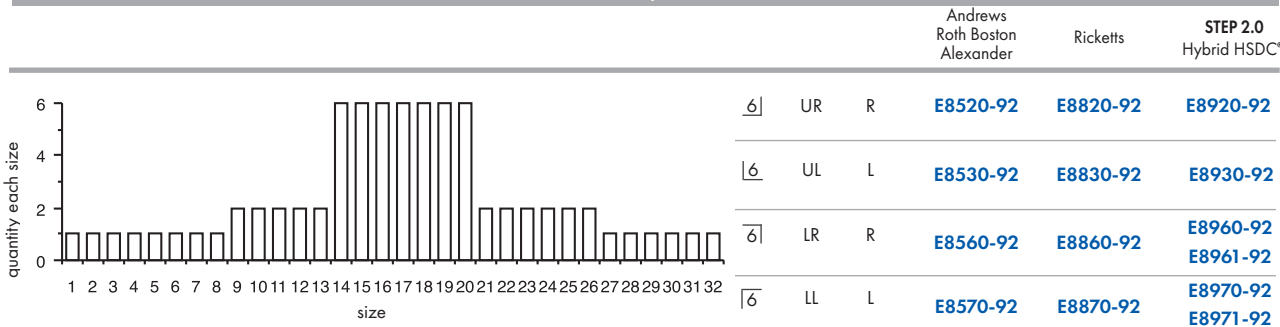 Andrews
Roth Boston
Alexander
Ricketts
STEP 2.0
Hybrid HSDC®
6
4
2
0
quantity each size
1 2 3 4 5 6 7 8 9 10 11 12 13 14 15 16 17 18 19 20 21 22 23 24 25 26 27 28 29 30 31 32
size
6 UR R E8520-92 E8820-92 E8920-92
6 UL L E8530-92 E8830-92 E8930-92
6 LR R E8560-92 E8860-92 E8960-92
E8961-92
6 LL L E8570-92 E8870-92 E8970-92
E8971-92